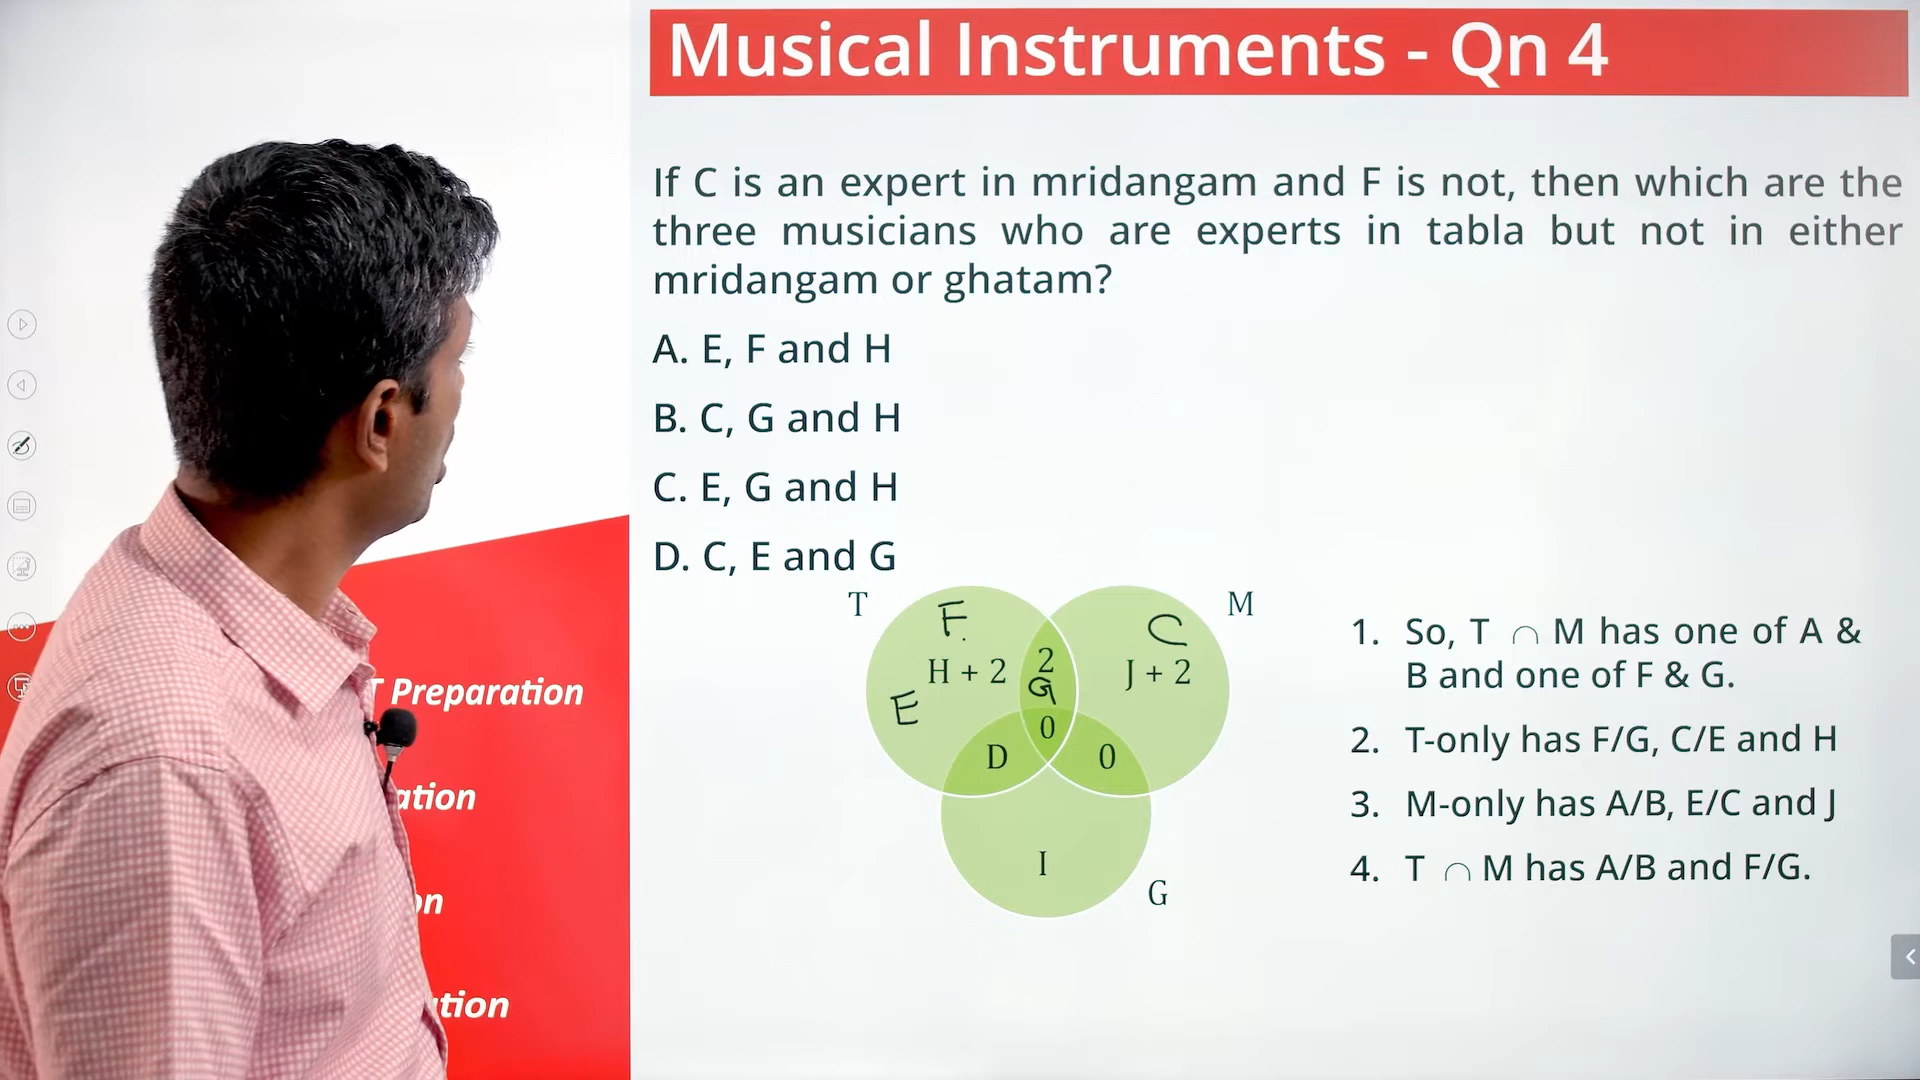 Musical Instruments - Qn 4
If C is an expert in mridangam and F is not, then which are the
three musicians who are experts in tabla but not in either
mridangam or ghatam?
A. E, F and H
B. C, G and H
C. E, G and H
D. C, E and G
T
M
F.
C
H + 2
2
J + 2
E
G
0
D
0
I
G
1. So, T ∩ M has one of A &
B and one of F & G.
2. T-only has F/G, C/E and H
3. M-only has A/B, E/C and J
4. T ∩ M has A/B and F/G.
T Preparation
ation
on
ation